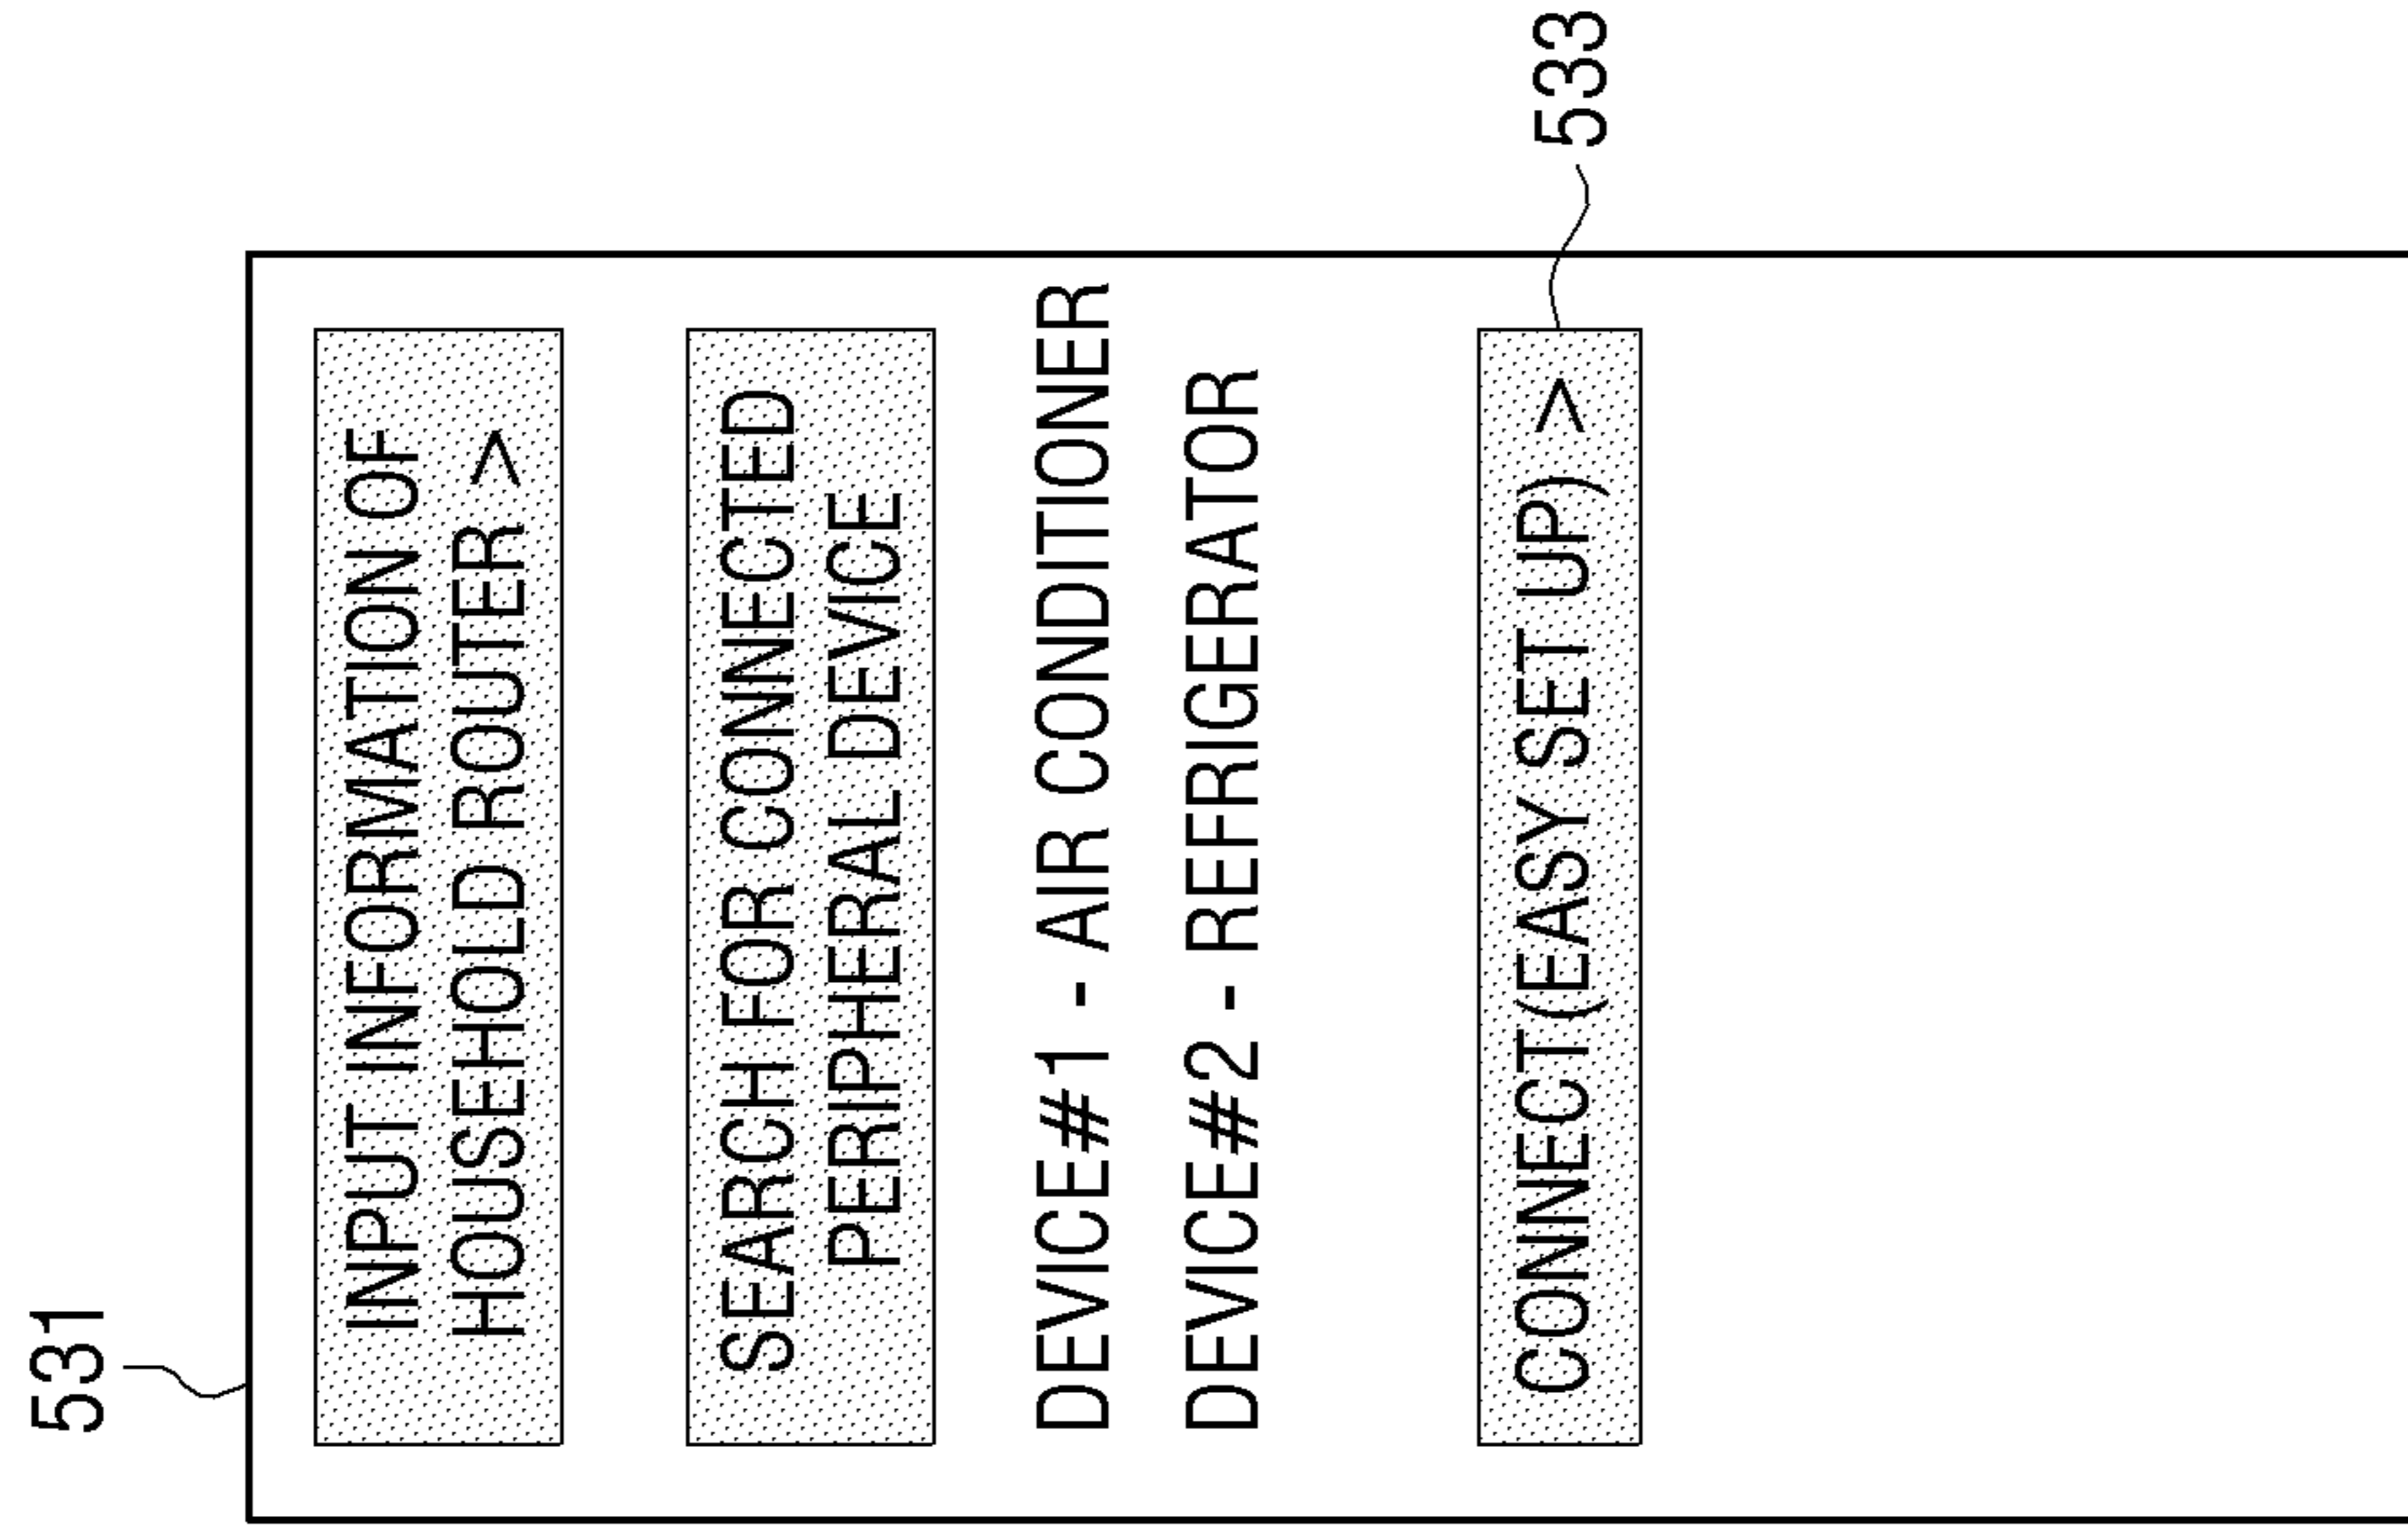 531
INPUT INFORMATION OF
HOUSEHOLD ROUTER >
SEARCH FOR CONNECTED
PERIPHERAL DEVICE
DEVICE#1 - AIR CONDITIONER
DEVICE#2 - REFRIGERATOR
CONNECT(EASY SET UP) >
533